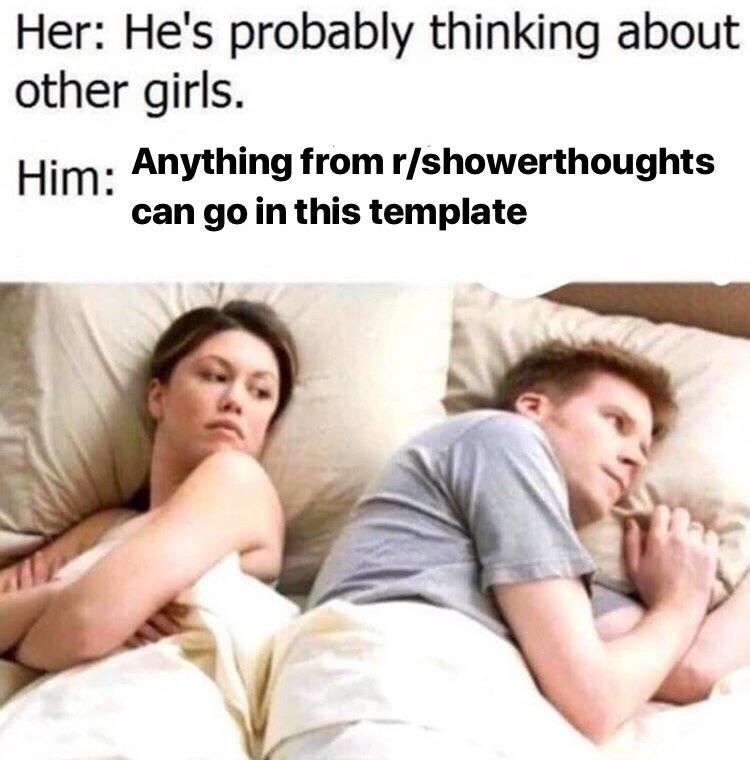 Her: He's probably thinking about
other girls.
Him: Anything from r/showerthoughts
can go in this template